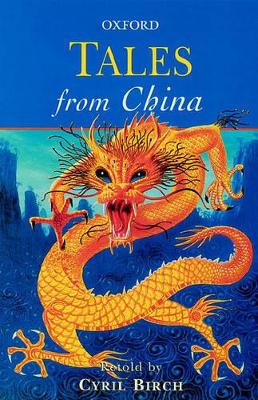 OXFORD
TALES
from China
Retold by
CYRIL BIRCH